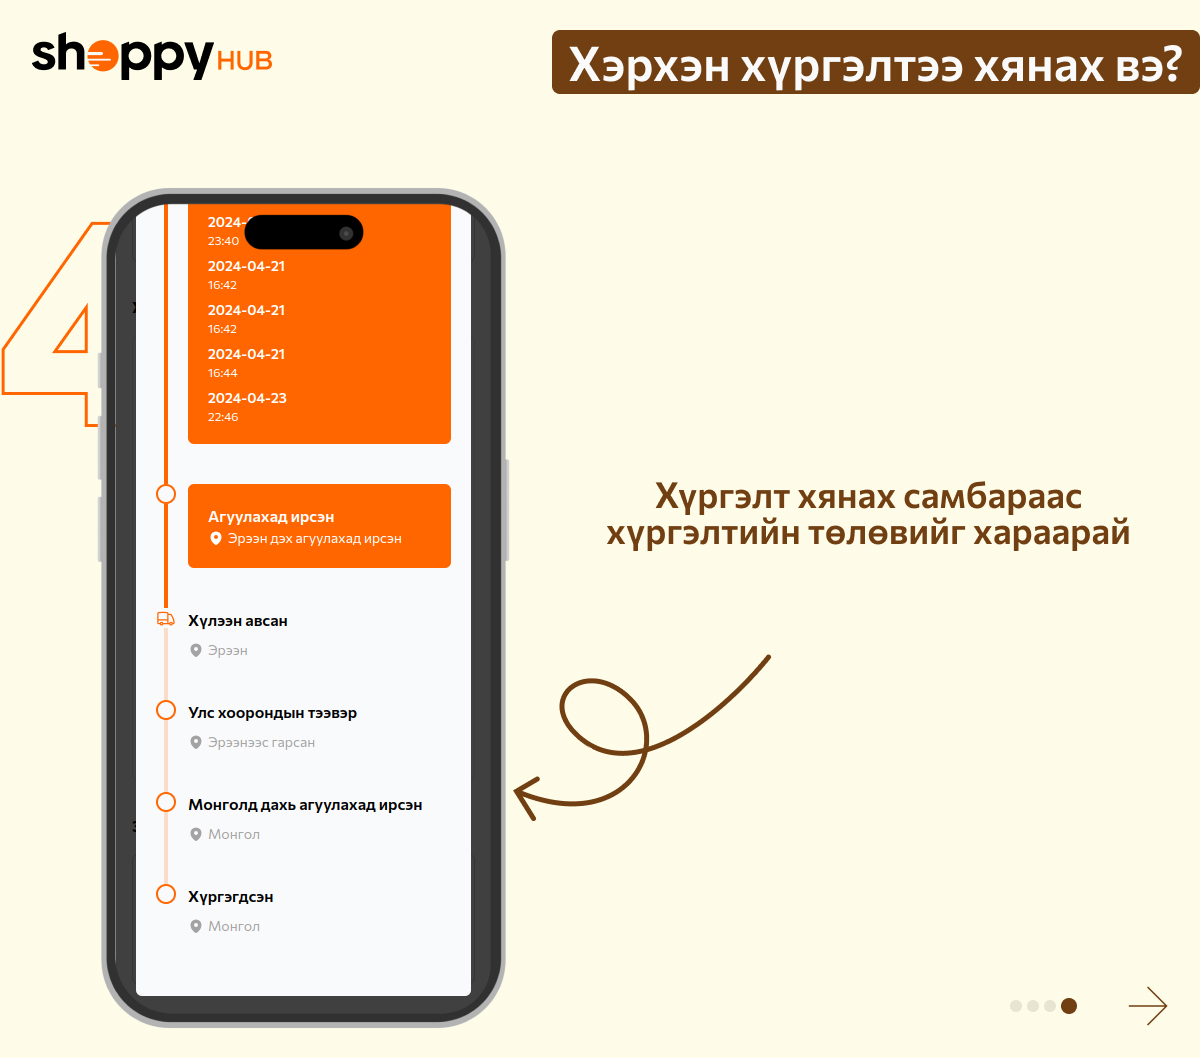 shoppy HUB
Хэрхэн хүргэлтээ хянах вэ?
4
2024-
23:40
2024-04-21
16:42
2024-04-21
16:42
2024-04-21
16:44
2024-04-23
22:46
Агуулахад ирсэн
Эрээн дэх агуулахад ирсэн
Хүлээн авсан
Эрээн
Улс хоорондын тээвэр
Эрээнээс гарсан
Монголд дахь агуулахад ирсэн
Монгол
Хүргэгдсэн
Монгол
Хүргэлт хянах самбараас
хүргэлтийн төлөвийг хараарай